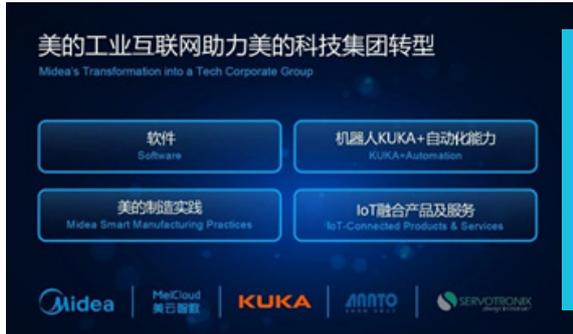 美的工业互联网助力美的科技集团转型
Midea's Transformation into a Tech Corporate Group
软件
Software
机器人KUKA+自动化能力
KUKA+Automation
美的制造实践
Midea Smart Manufacturing Practices
IoT融合产品及服务
IoT-Connected Products & Services
Midea
MeiCloud
美云智数
KUKA
ANNTO
SERVOTRONIX